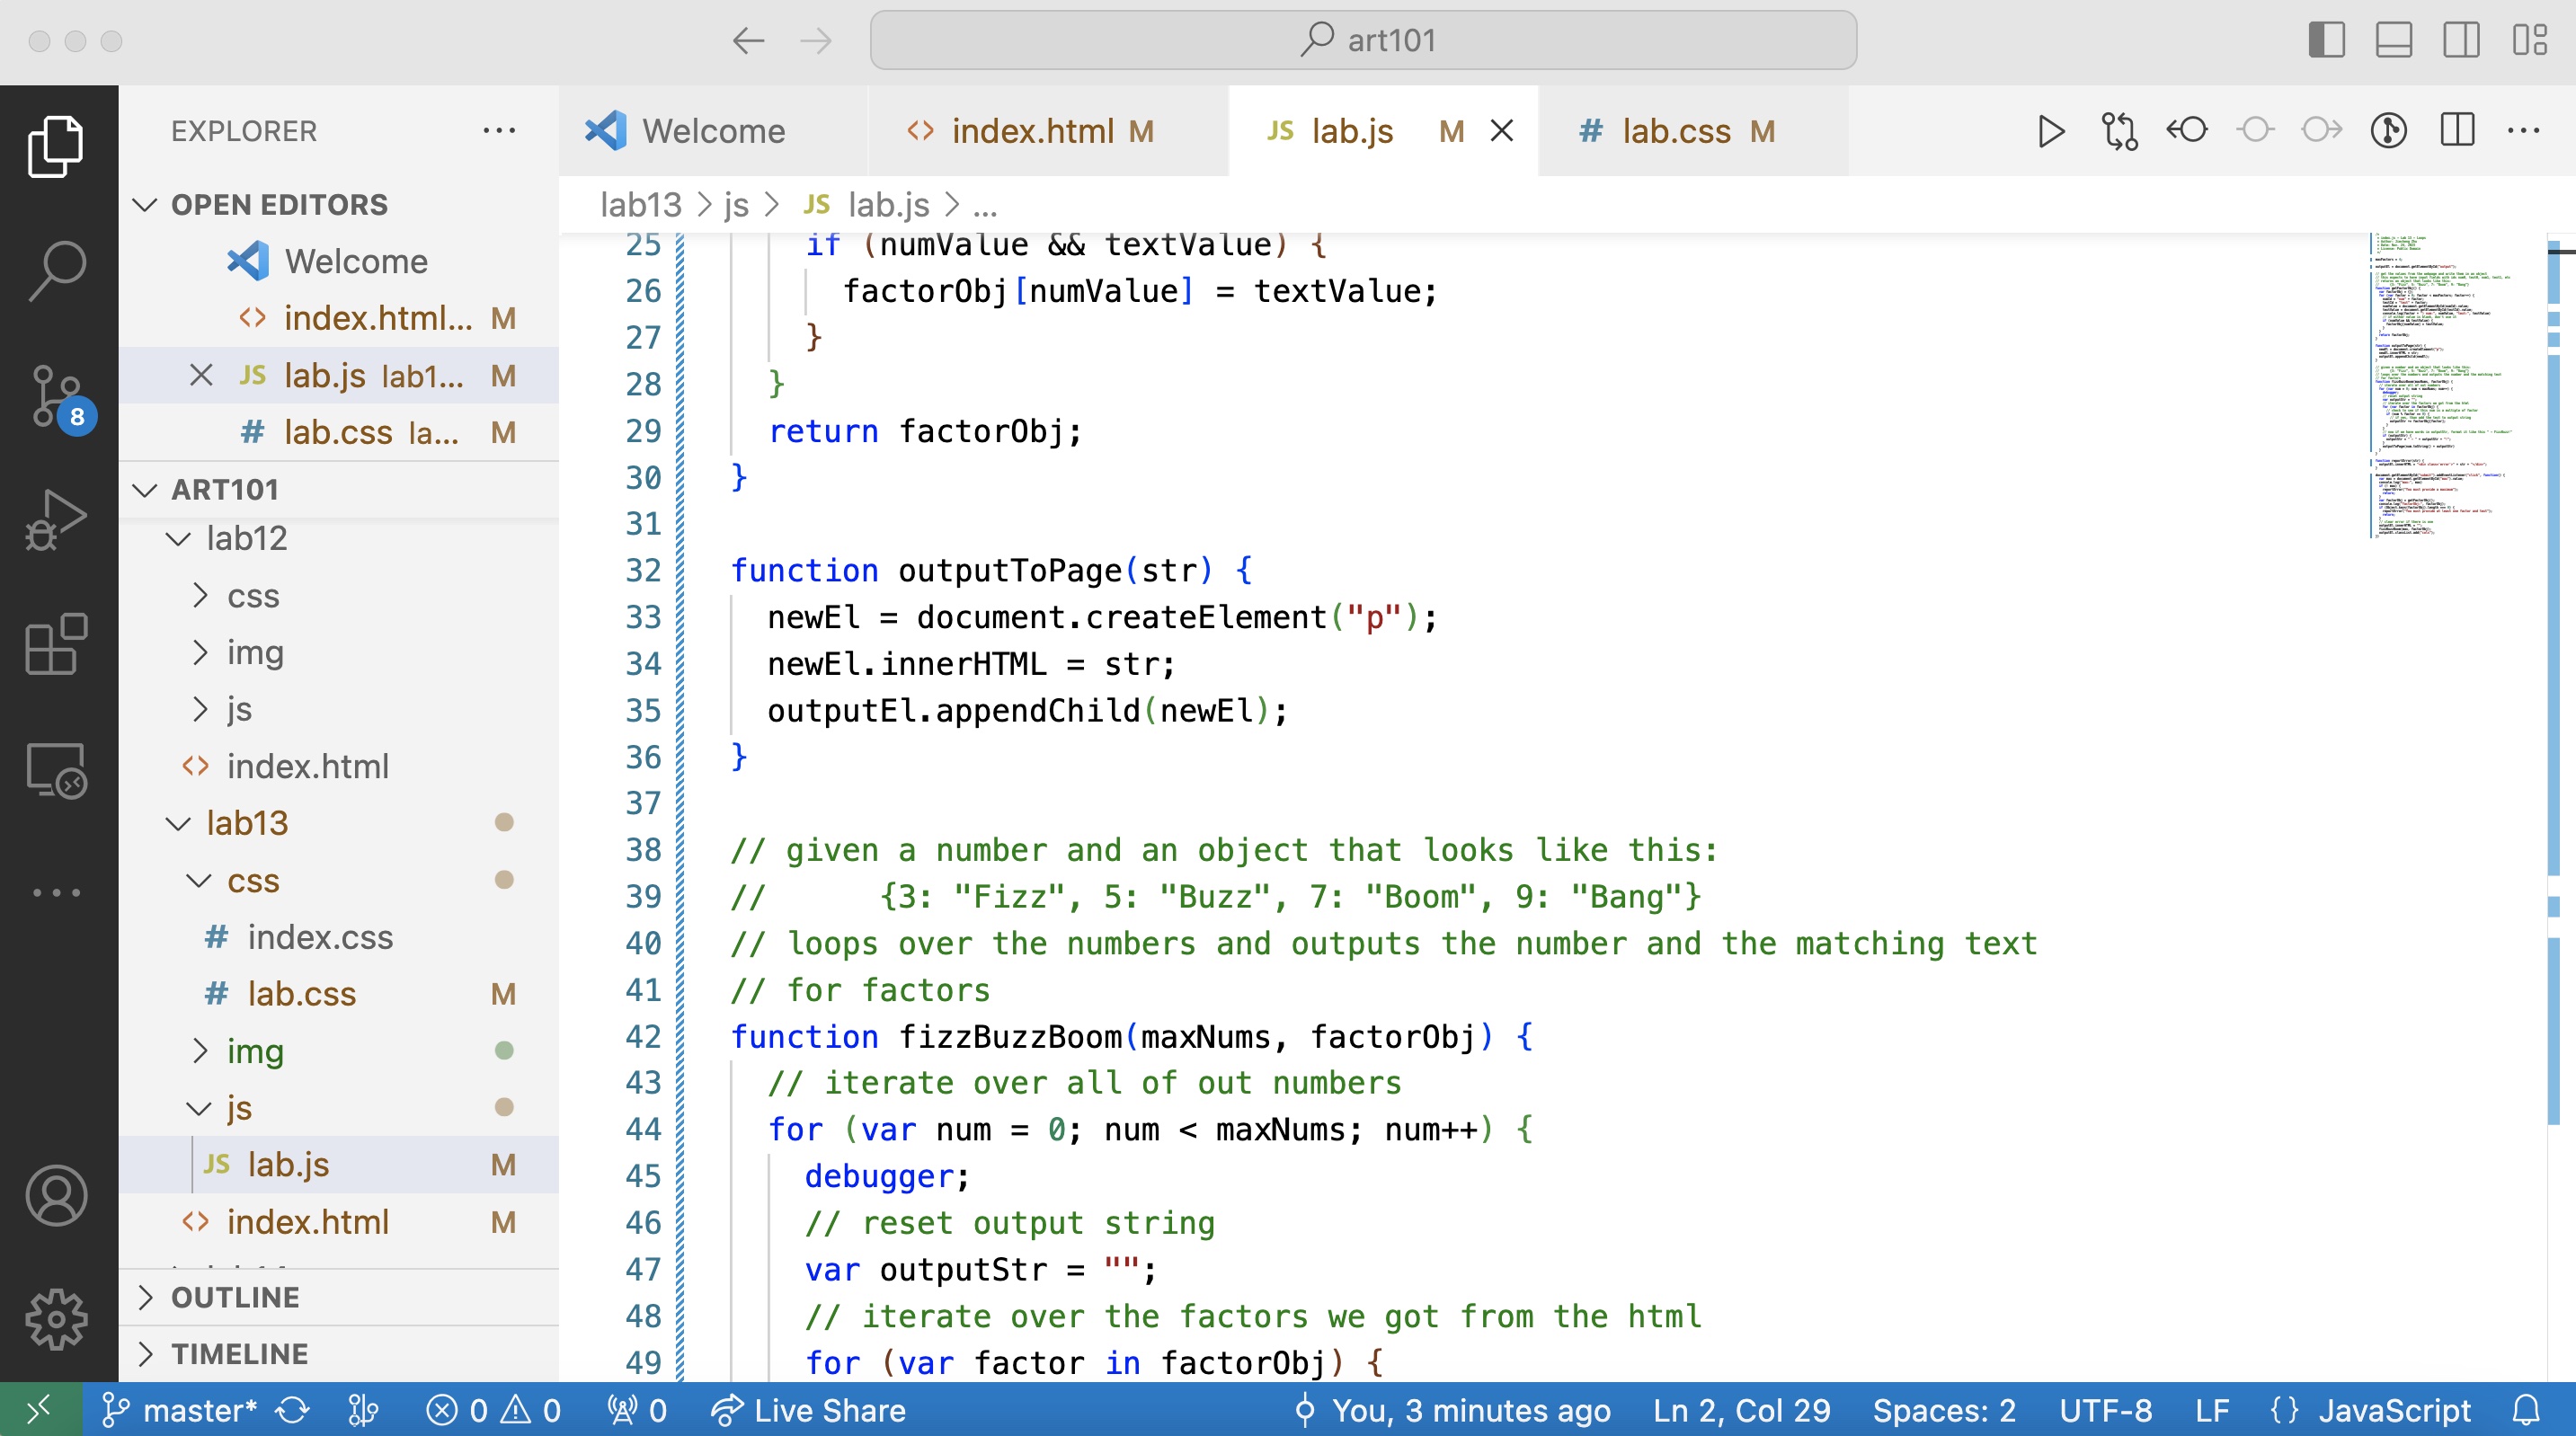 art101
EXPLORER
OPEN EDITORS
Welcome
index.html... M
JS lab.js lab1... M
# lab.css la... M
8
ART101
lab12
css
img
js
index.html
lab13
css
# index.css
# lab.css M
img
js
JS lab.js M
index.html M
OUTLINE
TIMELINE
Welcome
index.html M
JS lab.js M
# lab.css M
lab13 > js > JS lab.js > ...
25 if (numValue && textValue) {
26 factorObj[numValue] = textValue;
27 }
28 }
29 return factorObj;
30 }
31
32 function outputToPage(str) {
33 newEl = document.createElement("p");
34 newEl.innerHTML = str;
35 outputEl.appendChild(newEl);
36 }
37
38 // given a number and an object that looks like this:
39 //      {3: "Fizz", 5: "Buzz", 7: "Boom", 9: "Bang"}
40 // loops over the numbers and outputs the number and the matching text
41 // for factors
42 function fizzBuzzBoom(maxNums, factorObj) {
43 // iterate over all of out numbers
44 for (var num = 0; num < maxNums; num++) {
45 debugger;
46 // reset output string
47 var outputStr = "";
48 // iterate over the factors we got from the html
49 for (var factor in factorObj) {
master* 0 0 0 Live Share You, 3 minutes ago Ln 2, Col 29 Spaces: 2 UTF-8 LF {} JavaScript